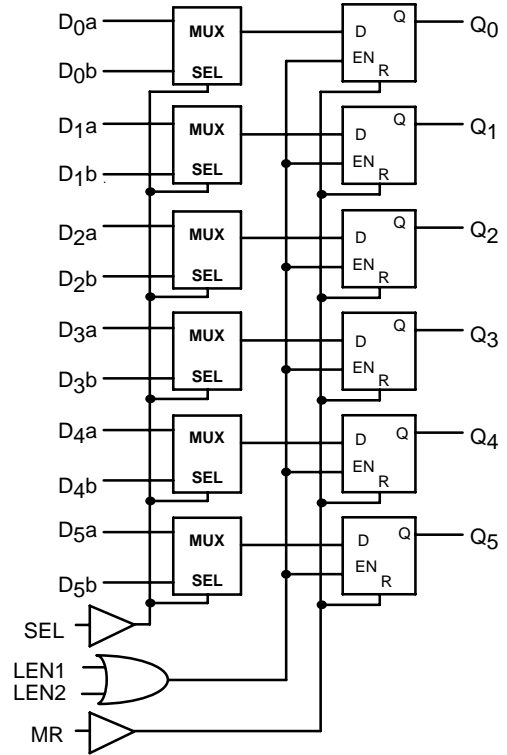 D0a MUX D Q Q0
D0b SEL EN R
D1a MUX D Q Q1
D1b SEL EN R
D2a MUX D Q Q2
D2b SEL EN R
D3a MUX D Q Q3
D3b SEL EN R
D4a MUX D Q Q4
D4b SEL EN R
D5a MUX D Q Q5
D5b SEL EN R
SEL
LEN1
LEN2
MR